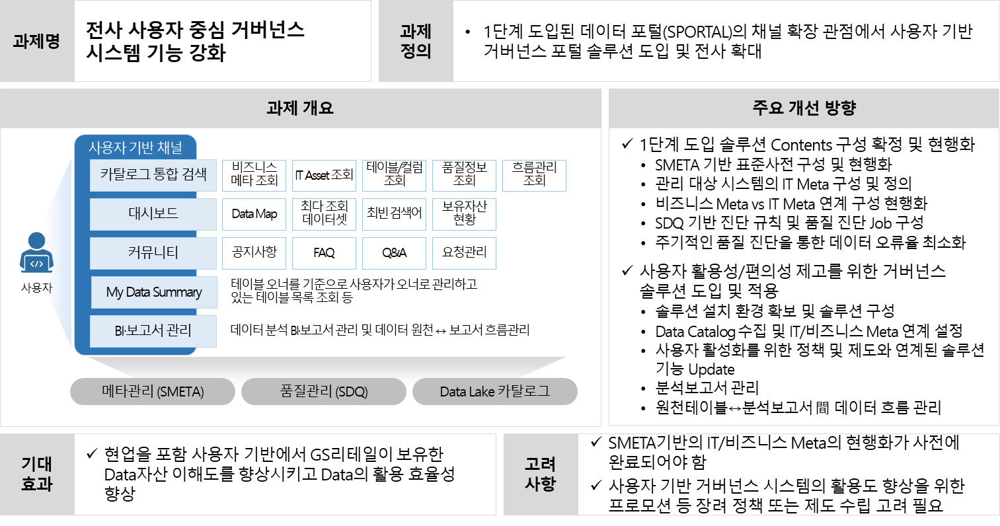 과제명
전사 사용자 중심 거버넌스
시스템 기능 강화
과제
정의
• 1단계 도입된 데이터 포털(SPORTAL)의 채널 확장 관점에서 사용자 기반
거버넌스 포털 솔루션 도입 및 전사 확대
과제 개요
사용자 기반 채널
카탈로그 통합 검색
비즈니스
메타 조회
IT Asset 조회
테이블/컬럼
조회
품질정보
조회
흐름관리
조회
대시보드
Data Map
최다 조회
데이터셋
최빈 검색어
보유자산
현황
커뮤니티
공지사항
FAQ
Q&A
요청관리
My Data Summary
테이블 오너를 기준으로 사용자가 오너로 관리하고
있는 테이블 목록 조회 등
BI·보고서 관리
데이터 분석 BI·보고서 관리 및 데이터 원천 ↔ 보고서 흐름관리
사용자
메타관리 (SMETA)
품질관리 (SDQ)
Data Lake 카탈로그
주요 개선 방향
✓ 1단계 도입 솔루션 Contents 구성 확정 및 현행화
• SMETA 기반 표준사전 구성 및 현행화
• 관리 대상 시스템의 IT Meta 구성 및 정의
• 비즈니스 Meta vs IT Meta 연계 구성 현행화
• SDQ 기반 진단 규칙 및 품질 진단 Job 구성
• 주기적인 품질 진단을 통한 데이터 오류율 최소화
✓ 사용자 활용성/편의성 제고를 위한 거버넌스
솔루션 도입 및 적용
• 솔루션 설치 환경 확보 및 솔루션 구성
• Data Catalog 수집 및 IT/비즈니스 Meta 연계 설정
• 사용자 활성화를 위한 정책 및 제도와 연계된 솔루션
기능 Update
• 분석보고서 관리
• 원천테이블↔분석보고서 間 데이터 흐름 관리
기대
효과
✓ 현업을 포함 사용자 기반에서 GS리테일이 보유한
Data자산 이해도를 향상시키고 Data의 활용 효율성
향상
고려
사항
✓ SMETA기반의 IT/비즈니스 Meta의 현행화가 사전에
완료되어야 함
✓ 사용자 기반 거버넌스 시스템의 활용도 향상을 위한
프로모션 등 장려 정책 또는 제도 수립 고려 필요